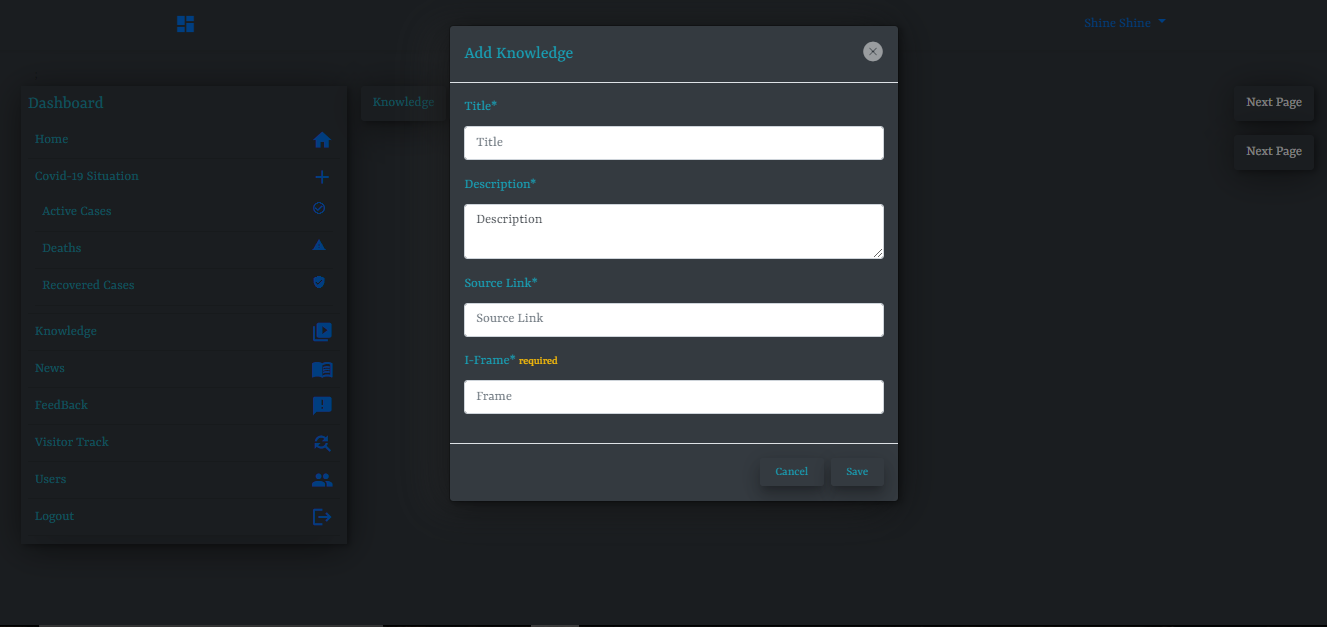 Shine Shine
Dashboard
Home
Covid-19 Situation
Active Cases
Deaths
Recovered Cases
Knowledge
News
FeedBack
Visitor Track
Users
Logout
Knowledge
Add Knowledge
Title*
Title
Description*
Description
Source Link*
Source Link
I-Frame* required
Frame
Cancel Save
Next Page
Next Page